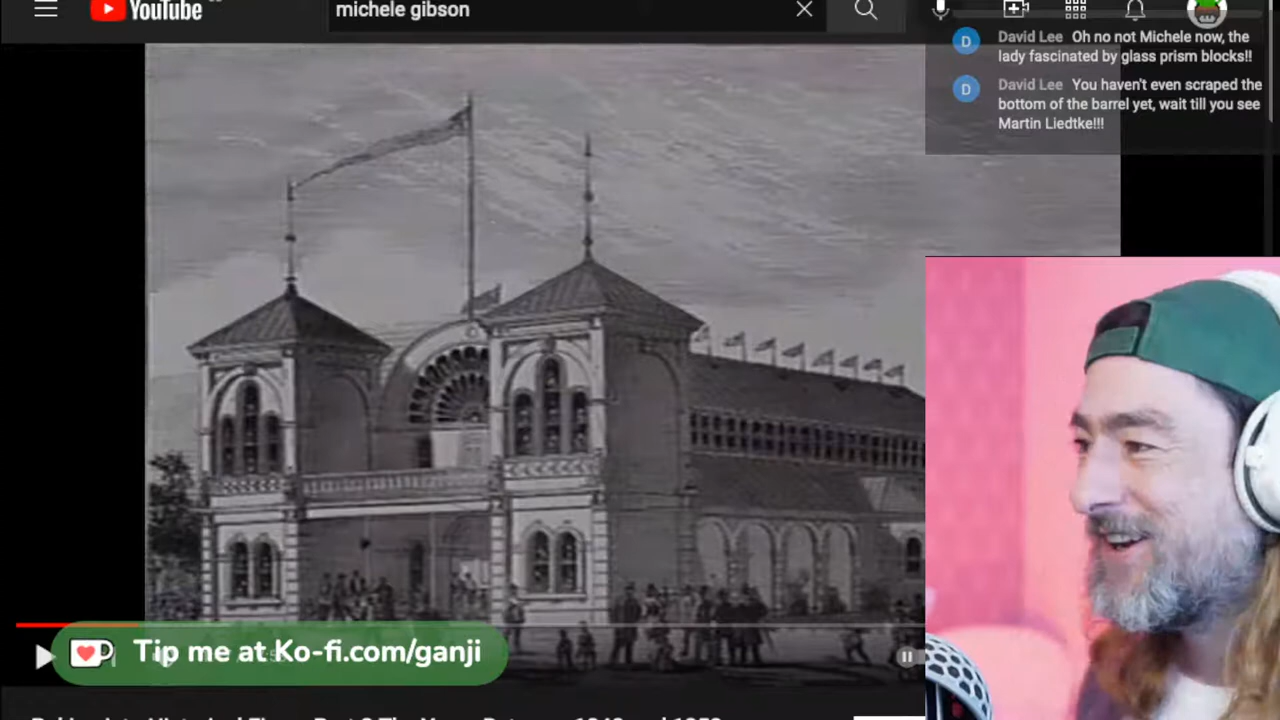 YouTube
michele gibson
David Lee Oh no not Michele now, the
lady fascinated by glass prism blocks!!
David Lee You haven't even scraped the
bottom of the barrel yet, wait till you see
Martin Liedtke!!!
D
D
Tip me at Ko-fi.com/ganji